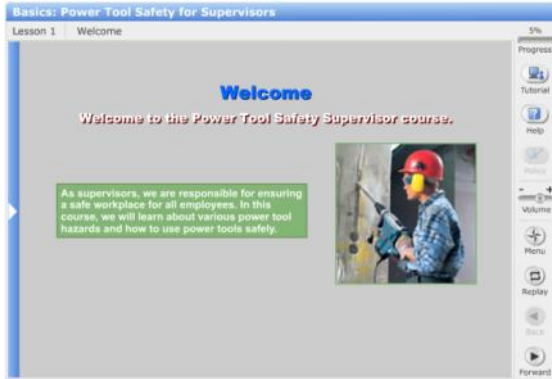 Basics: Power Tool Safety for Supervisors
Lesson 1 Welcome
5%
Progress
Tutorial
Help
Policy
- +
Volume
Menu
Replay
Back
Forward
Welcome
Welcome to the Power Tool Safety Supervisor course.
As supervisors, we are responsible for ensuring
a safe workplace for all employees. In this
course, we will learn about various power tool
hazards and how to use power tools safely.